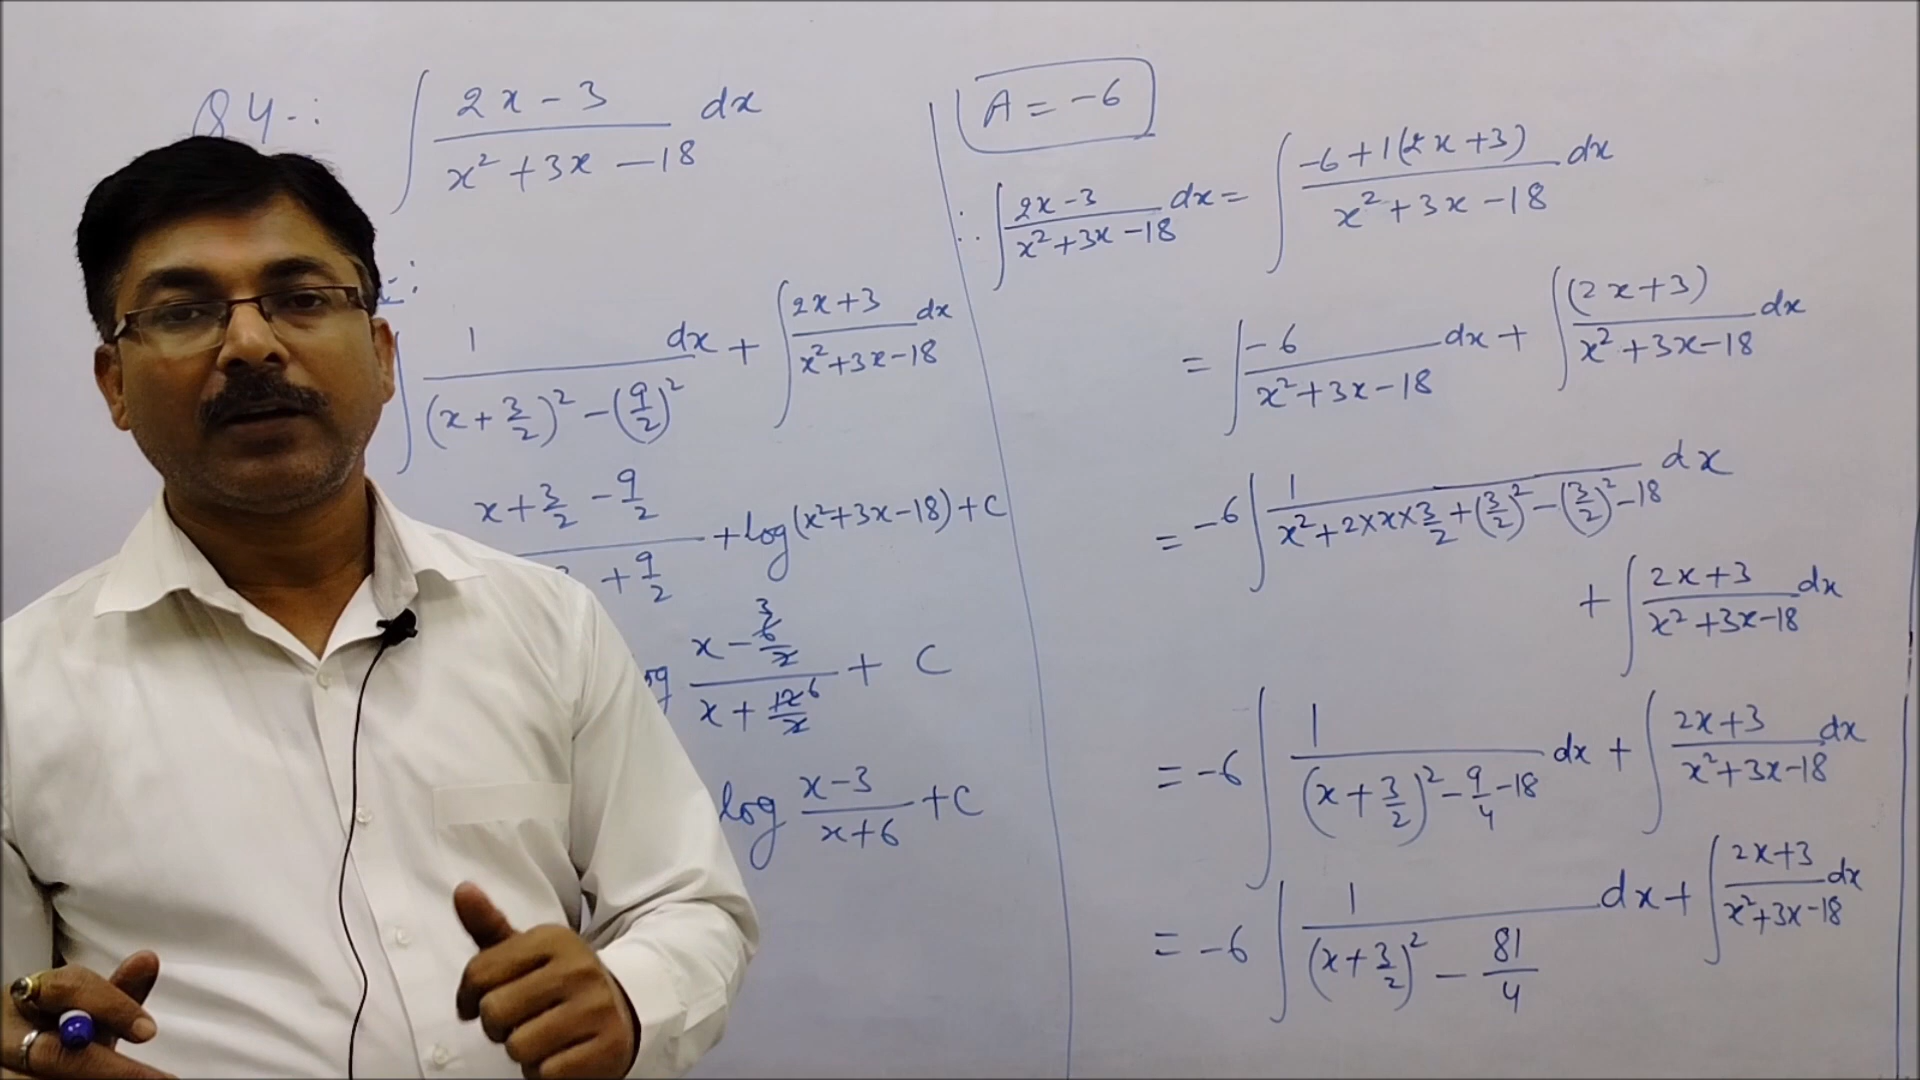 Q4-: ∫ (2x-3)/(x²+3x-18) dx
∫ 1/((x+3/2)²-(9/2)²) dx + ∫ (2x+3)/(x²+3x-18) dx
x+3/2-9/2
+log(x²+3x-18)+C
+9/2
(x-6/2 3)/(x+12/2 6) + C
log (x-3)/(x+6) +C
A=-6
∴ ∫ (2x-3)/(x²+3x-18) dx = ∫ (-6+1(2x+3))/(x²+3x-18) dx
= ∫ -6/(x²+3x-18) dx + ∫ (2x+3)/(x²+3x-18) dx
= -6 ∫ 1/(x²+2×x×3/2+(3/2)²-(3/2)²-18) dx
+ ∫ (2x+3)/(x²+3x-18) dx
= -6 ∫ 1/((x+3/2)²-9/4-18) dx + ∫ (2x+3)/(x²+3x-18) dx
= -6 ∫ 1/((x+3/2)²-81/4) dx + ∫ (2x+3)/(x²+3x-18) dx